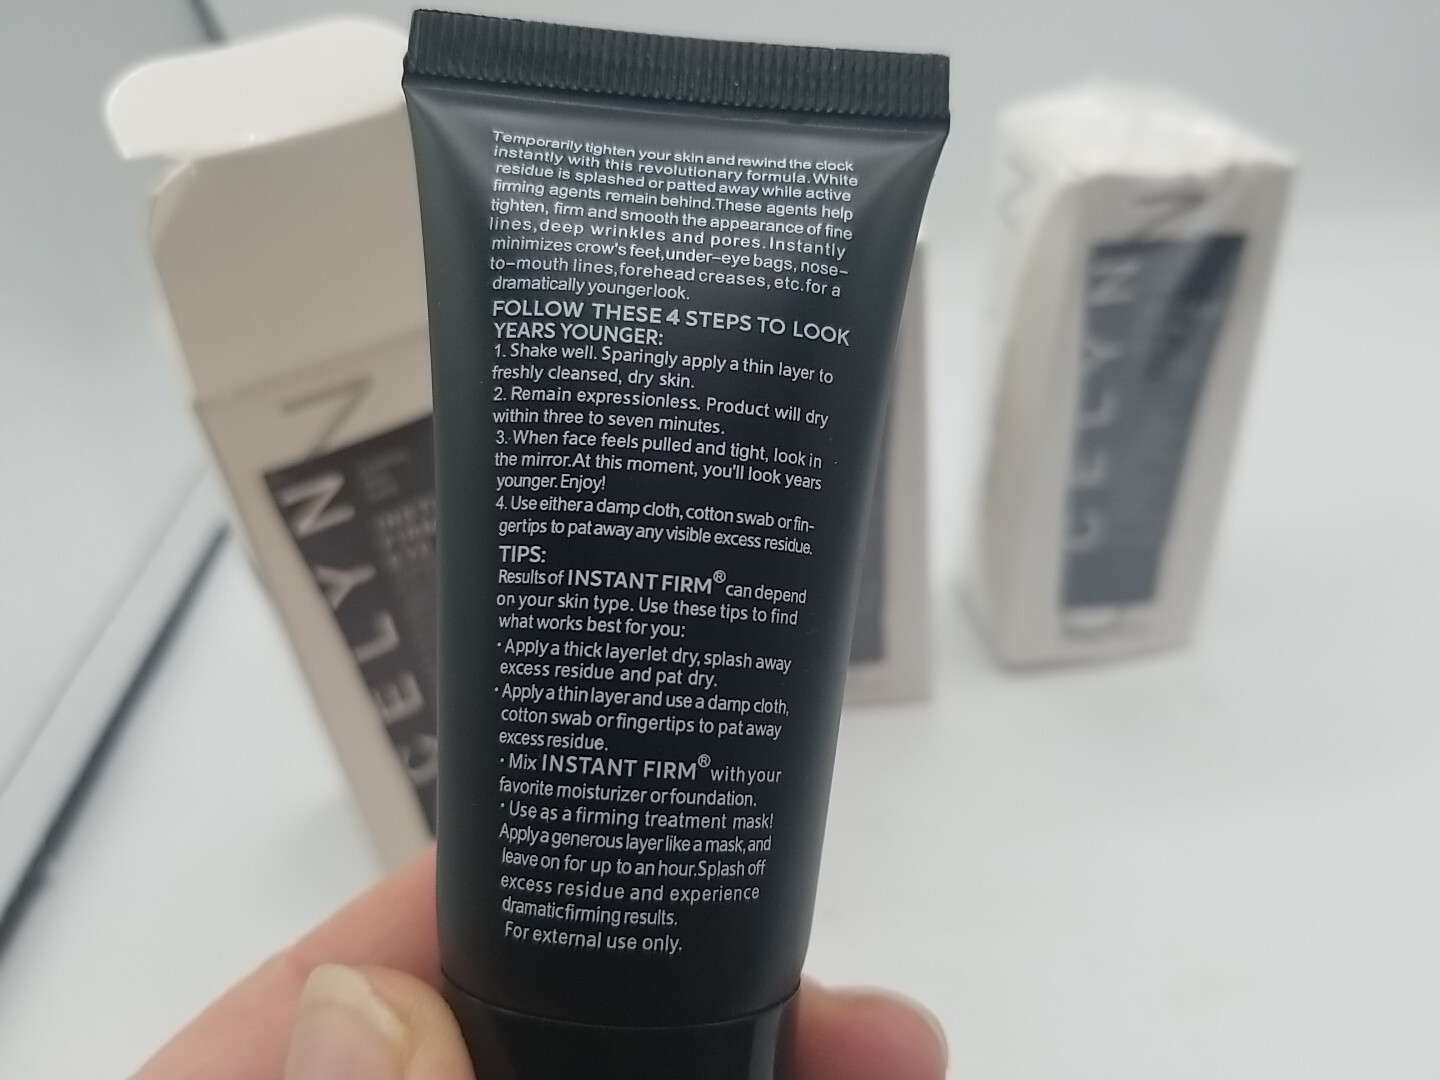 Temporarily tighten your skin and rewind the clock
instantly with this revolutionary formula. White
residue is splashed or patted away while active
firming agents remain behind.These agents help
tighten, firm and smooth the appearance of fine
lines,deep wrinkles and pores.Instantly
minimizes crow's feet,under-eye bags, nose-
to-mouth lines,forehead creases, etc.for a
dramatically youngerlook.
FOLLOW THESE 4 STEPS TO LOOK
YEARS YOUNGER:
1. Shake well. Sparingly apply a thin layer to
freshly cleansed, dry skin.
2. Remain expressionless. Product will dry
within three to seven minutes.
3. When face feels pulled and tight, look in
the mirror.At this moment, you'll look years
younger.Enjoy!
4. Use either a damp cloth, cotton swab or fin-
gertips to pat away any visible excess residue.
TIPS:
Results of INSTANT FIRM® can depend
on your skin type. Use these tips to find
what works best for you:
· Apply a thick layerlet dry, splash away
excess residue and pat dry.
· Apply a thin layer and use a damp cloth,
cotton swab or fingertips to pat away
excess residue.
· Mix INSTANT FIRM® with your
favorite moisturizer or foundation.
· Use as a firming treatment mask!
Apply a generous layer like a mask, and
leave on for up to an hour.Splash off
excess residue and experience
dramatic firming results.
For external use only.
CELYN
CELYN